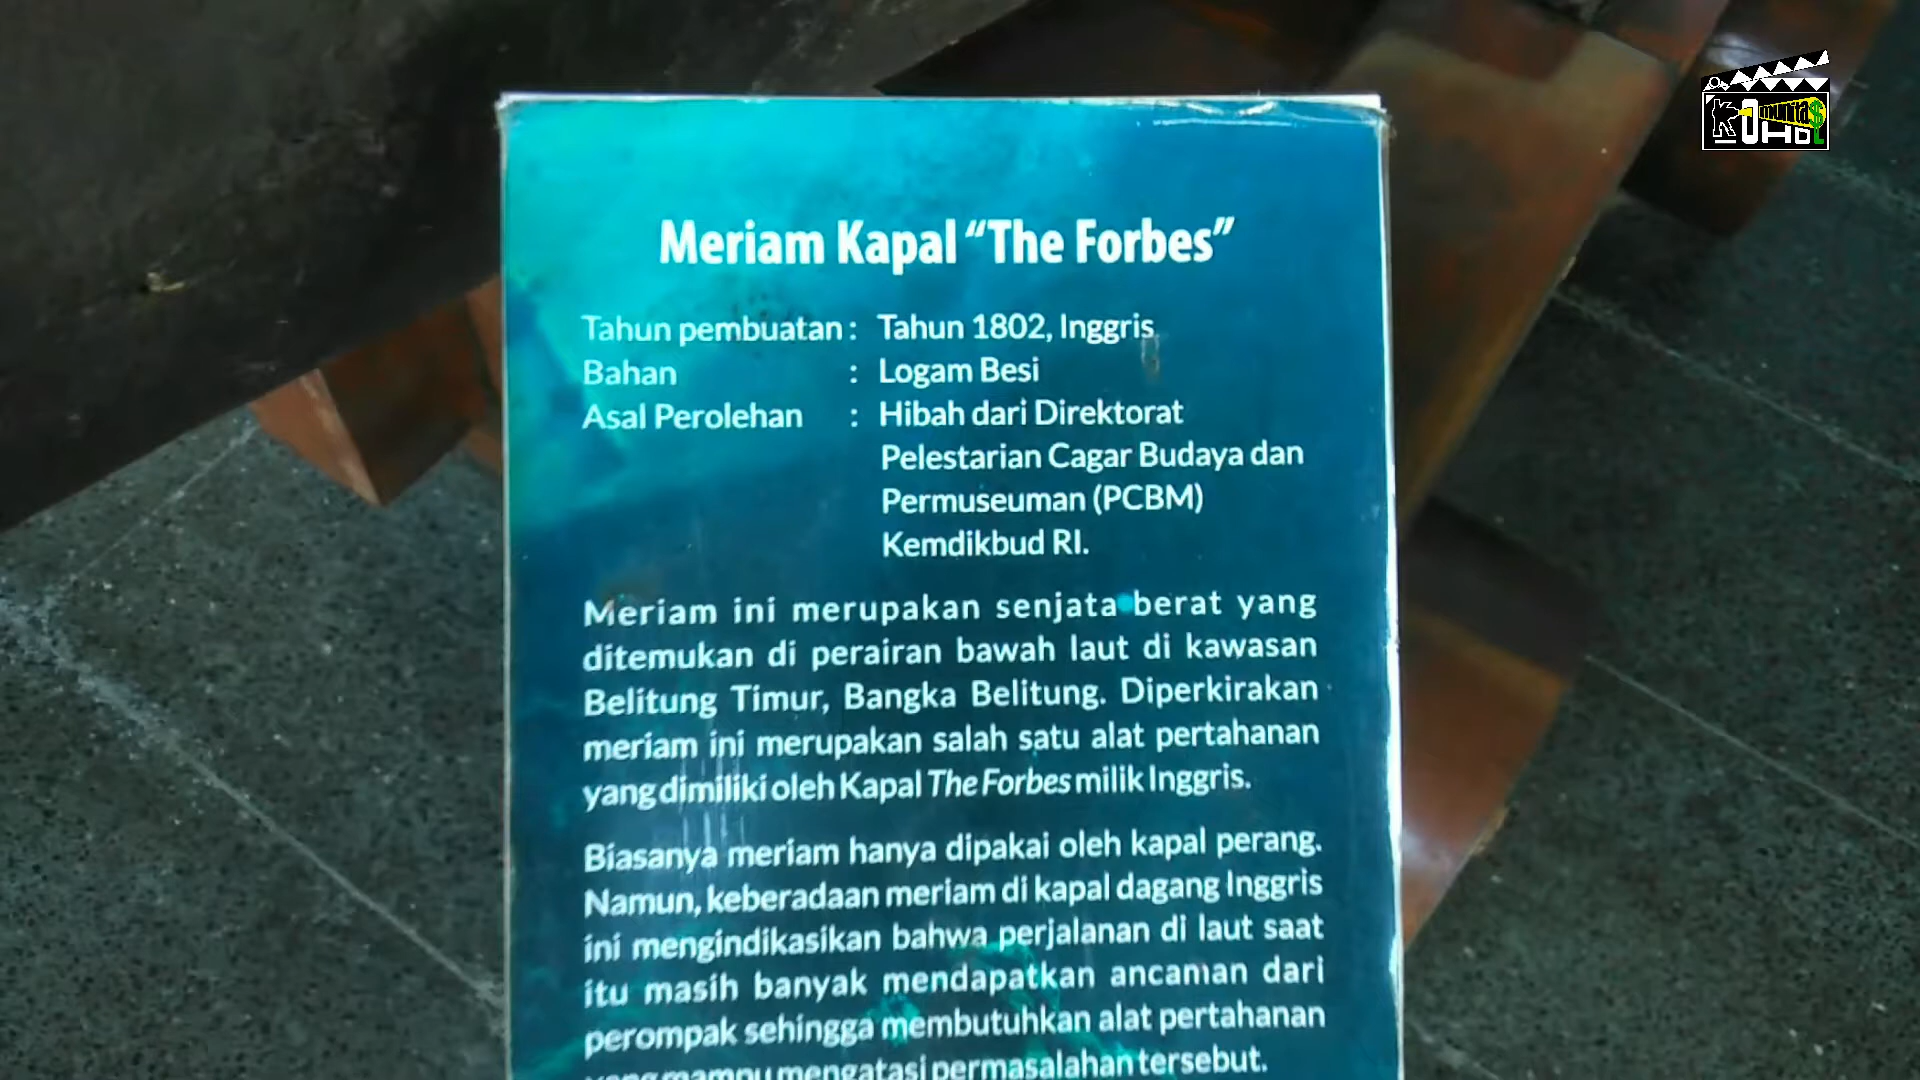 Meriam Kapal “The Forbes”
Tahun pembuatan : Tahun 1802, Inggris
Bahan : Logam Besi
Asal Perolehan : Hibah dari Direktorat
Pelestarian Cagar Budaya dan
Permuseuman (PCBM)
Kemdikbud RI.
Meriam ini merupakan senjata berat yang
ditemukan di perairan bawah laut di kawasan
Belitung Timur, Bangka Belitung. Diperkirakan
meriam ini merupakan salah satu alat pertahanan
yang dimiliki oleh Kapal The Forbes milik Inggris.
Biasanya meriam hanya dipakai oleh kapal perang.
Namun, keberadaan meriam di kapal dagang Inggris
ini mengindikasikan bahwa perjalanan di laut saat
itu masih banyak mendapatkan ancaman dari
perompak sehingga membutuhkan alat pertahanan
yang mampu mengatasi permasalahan tersebut.